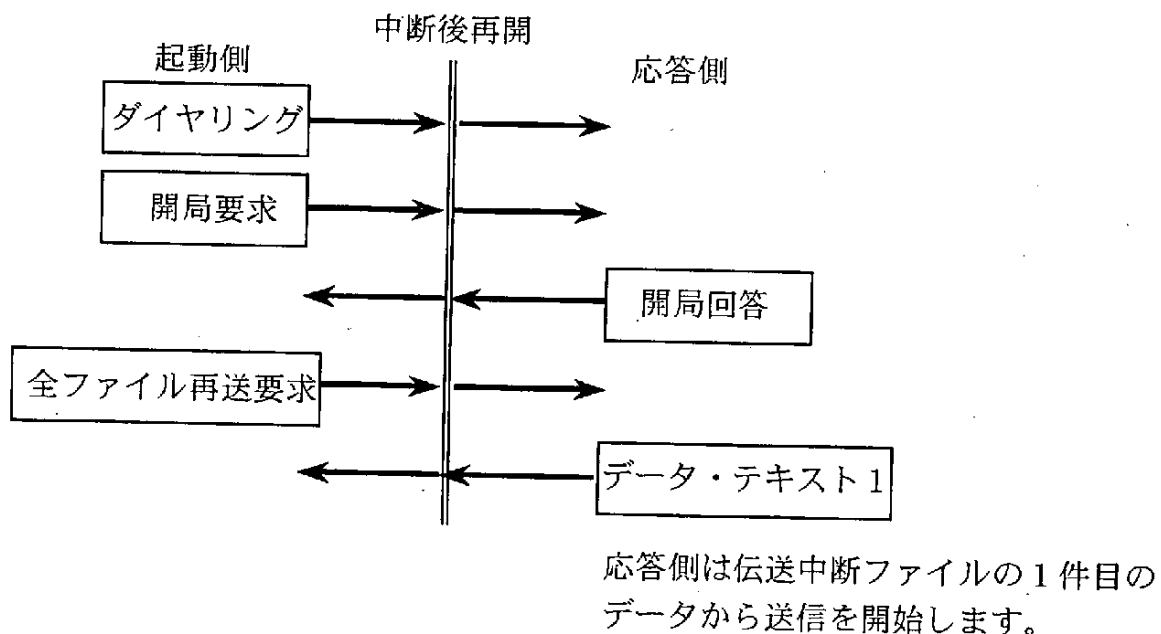 中断後再開
起動側
応答側
ダイヤリング
開局要求
開局回答
全ファイル再送要求
データ・テキスト1
応答側は伝送中断ファイルの1件目の
データから送信を開始します。